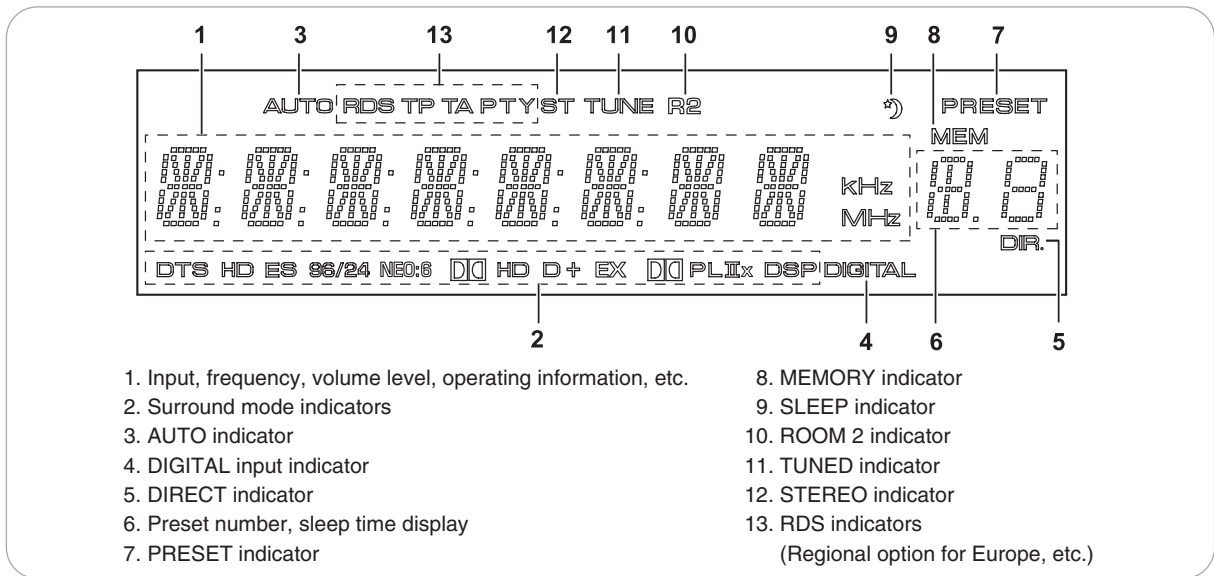 1 3 13 12 11 10 9 8 7
AUTO RDS TP TA PTY ST TUNE R2 PRESET
MEM
kHz
MHz
DIR.
DTS HD ES 96/24 NEO:6 HD D+ EX PLIIx DSP DIGITAL
2 4 6 5
1. Input, frequency, volume level, operating information, etc.
2. Surround mode indicators
3. AUTO indicator
4. DIGITAL input indicator
5. DIRECT indicator
6. Preset number, sleep time display
7. PRESET indicator
8. MEMORY indicator
9. SLEEP indicator
10. ROOM 2 indicator
11. TUNED indicator
12. STEREO indicator
13. RDS indicators
(Regional option for Europe, etc.)